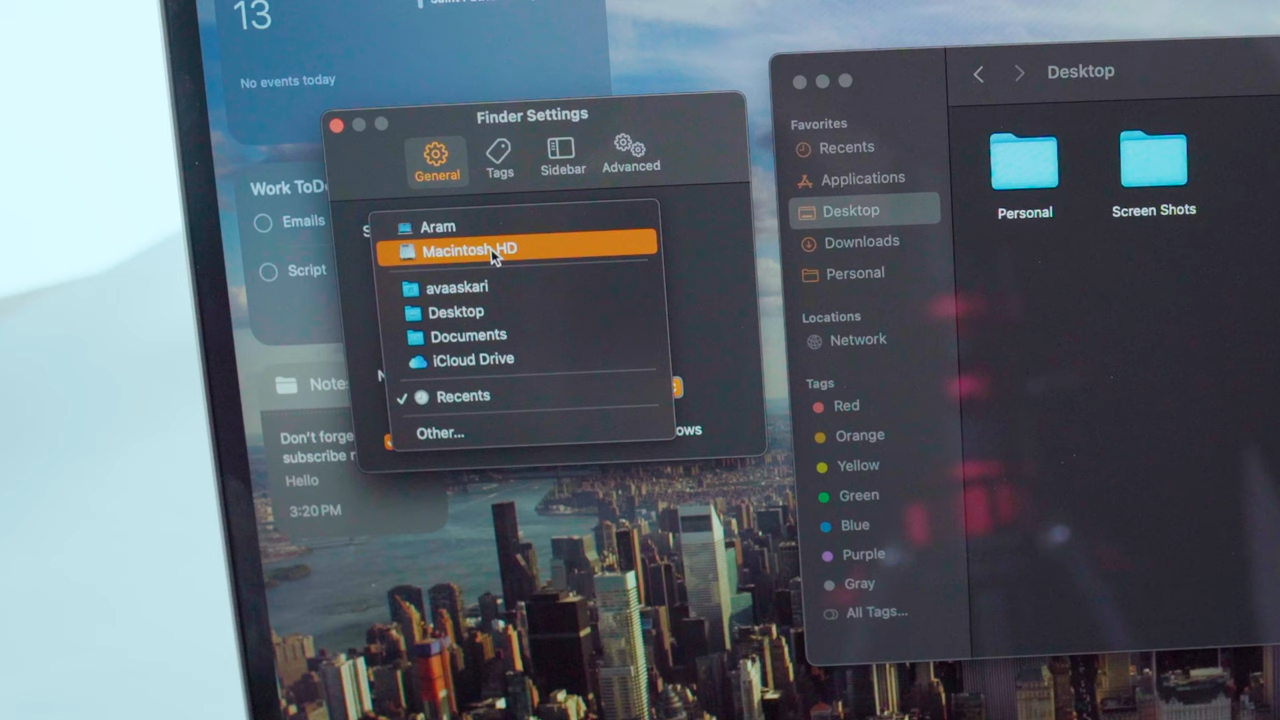 13
No events today
Work ToD
Emails
Script
Notes
Don't forge
subscribe
Hello
3:20 PM
Finder Settings
General
Tags
Sidebar
Advanced
S
Aram
Macintosh HD
avaaskari
Desktop
Documents
iCloud Drive
N
Recents
Other...
ows
Desktop
Favorites
Recents
Applications
Desktop
Downloads
Personal
Locations
Network
Tags
Red
Orange
Yellow
Green
Blue
Purple
Gray
All Tags...
Personal
Screen Shots